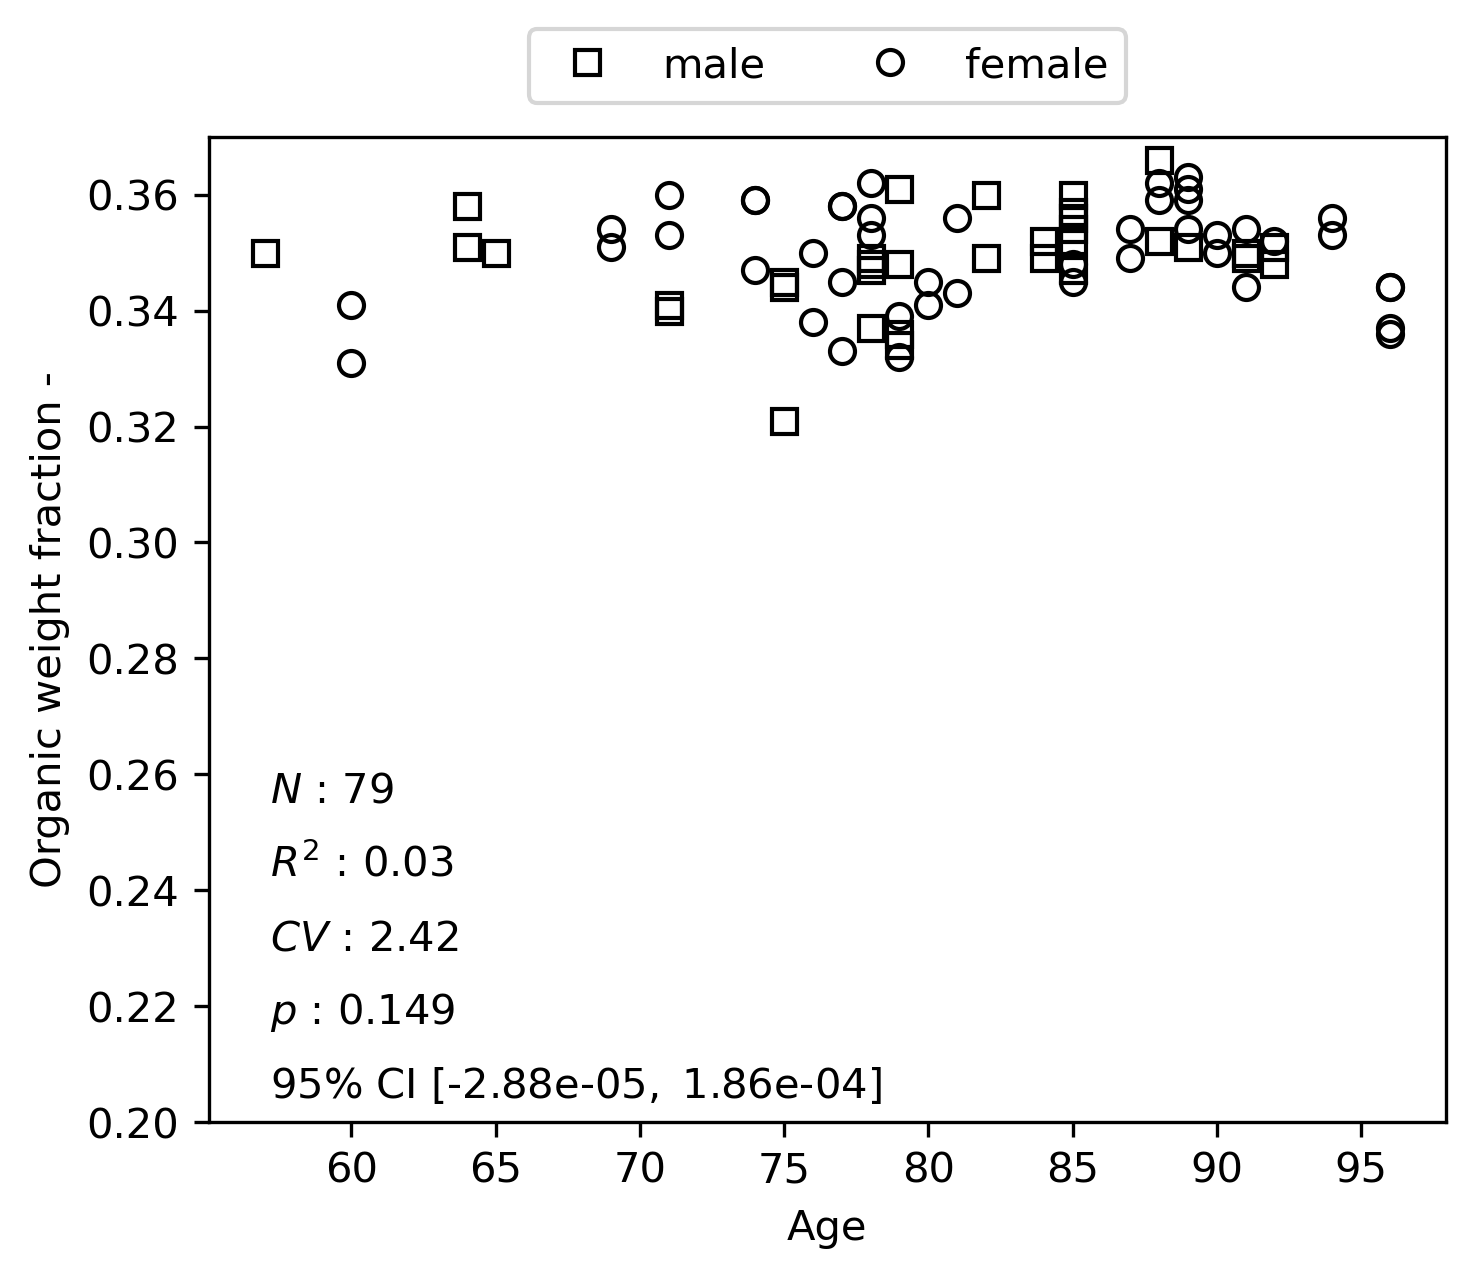 male female
0.36
0.34
0.32
0.30
0.28
0.26
0.24
0.22
0.20
Organic weight fraction -
N : 79
R² : 0.03
CV : 2.42
p : 0.149
95% CI [-2.88e-05, 1.86e-04]
60 65 70 75 80 85 90 95
Age